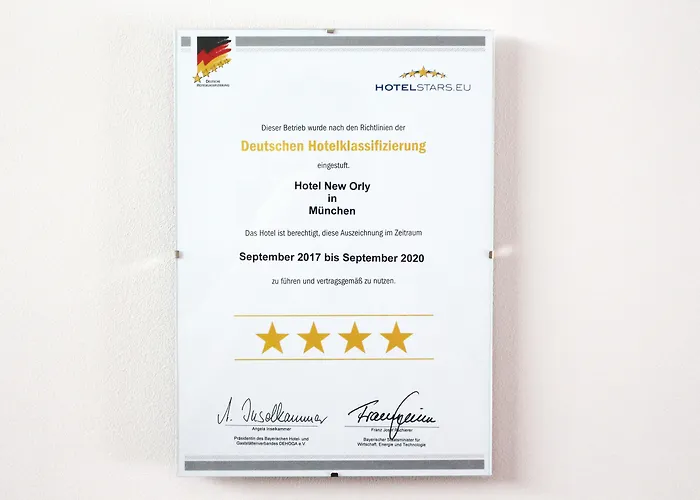 DEUTSCHE
HOTELKLASSIFIZIERUNG
HOTELSTARS.EU
Dieser Betrieb wurde nach den Richtlinien der
Deutschen Hotelklassifizierung
eingestuft.
Hotel New Orly
in
München
Das Hotel ist berechtigt, diese Auszeichnung im Zeitraum
September 2017 bis September 2020
zu führen und vertragsgemäß zu nutzen.
A. Inselkammer
Angela Inselkammer
Präsidentin des Bayerischen Hotel- und
Gaststättenverbandes DEHOGA e.V.
Franz Josef Pschierer
Bayerischer Staatsminister für
Wirtschaft, Energie und Technologie